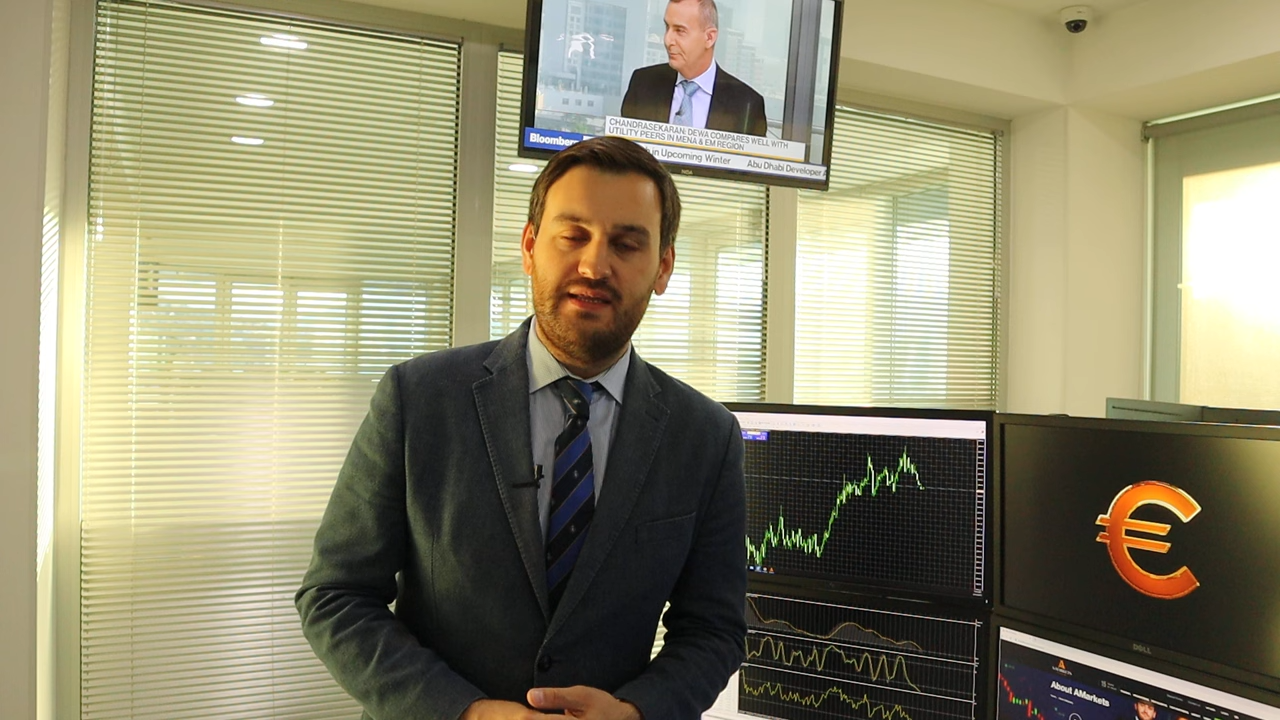 CHANDRASEKARAN: DEWA COMPARES WELL WITH
UTILITY PEERS IN MENA & EM REGION
Bloomberg
in Upcoming Winter
Abu Dhabi Developer
€
DELL
About AMarkets